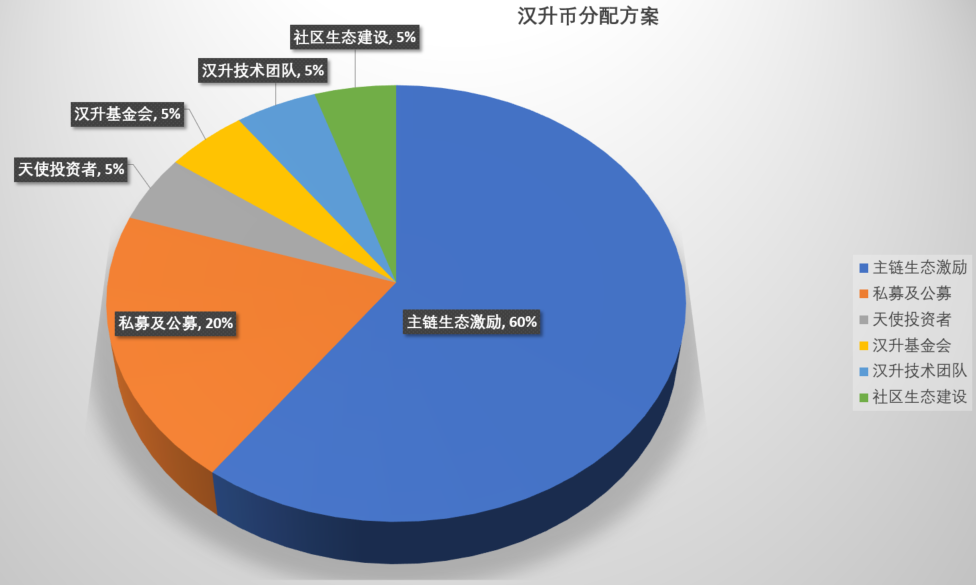 汉升币分配方案
社区生态建设, 5%
汉升技术团队, 5%
汉升基金会, 5%
天使投资者, 5%
私募及公募, 20%
主链生态激励, 60%
主链生态激励
私募及公募
天使投资者
汉升基金会
汉升技术团队
社区生态建设